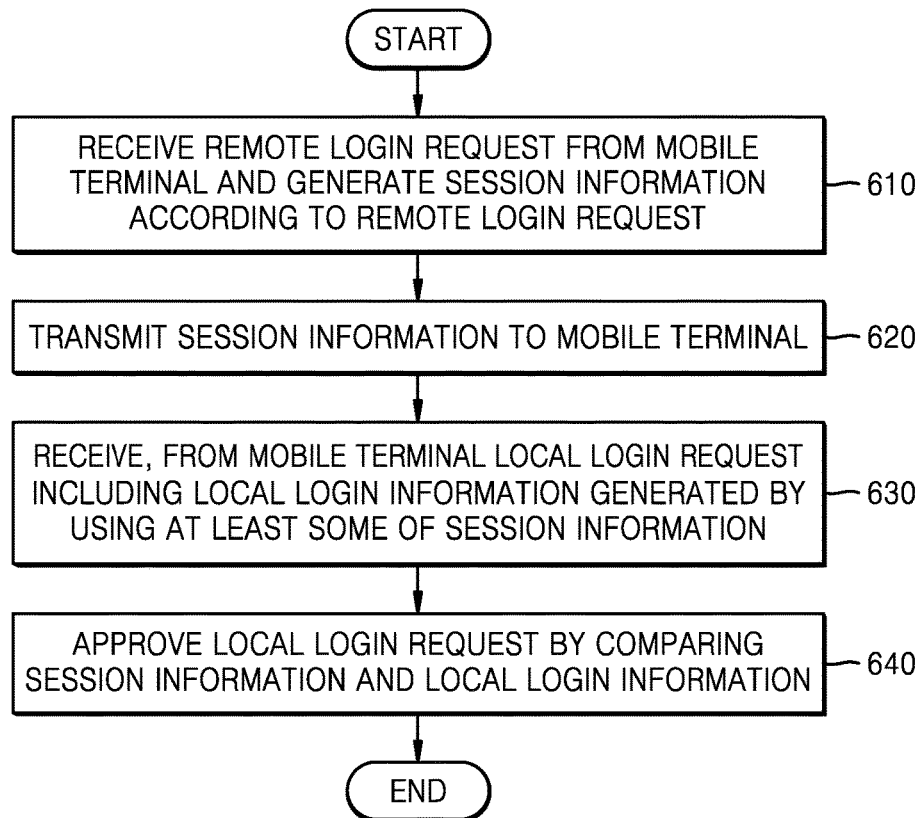 START
RECEIVE REMOTE LOGIN REQUEST FROM MOBILE
TERMINAL AND GENERATE SESSION INFORMATION
ACCORDING TO REMOTE LOGIN REQUEST
610
TRANSMIT SESSION INFORMATION TO MOBILE TERMINAL
620
RECEIVE, FROM MOBILE TERMINAL LOCAL LOGIN REQUEST
INCLUDING LOCAL LOGIN INFORMATION GENERATED BY
USING AT LEAST SOME OF SESSION INFORMATION
630
APPROVE LOCAL LOGIN REQUEST BY COMPARING
SESSION INFORMATION AND LOCAL LOGIN INFORMATION
640
END